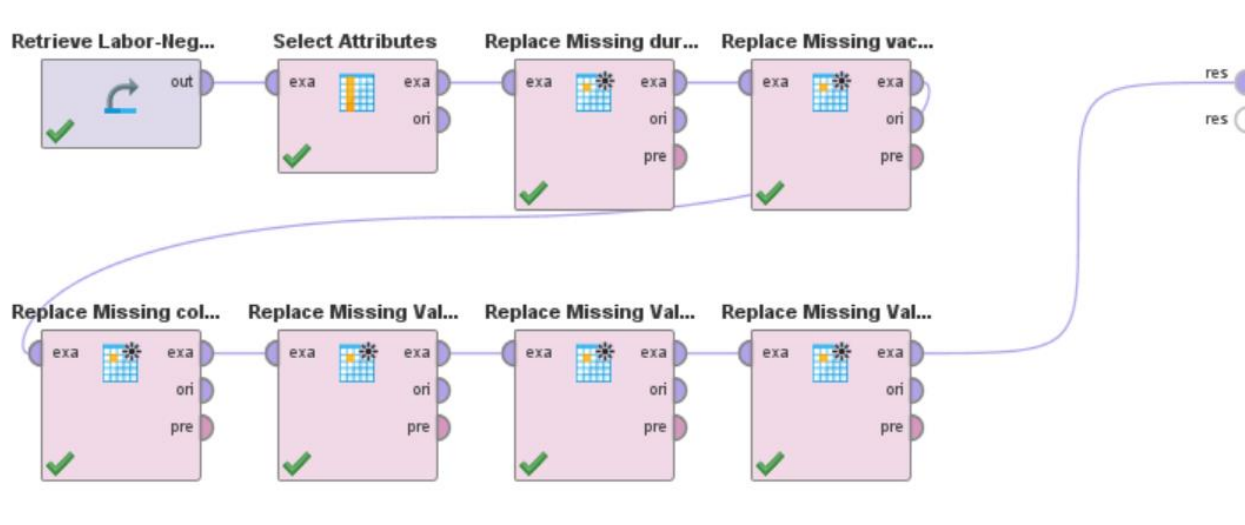 Retrieve Labor-Neg...
Select Attributes
Replace Missing dur...
Replace Missing vac...
out
exa
exa
ori
exa
exa
ori
pre
exa
exa
ori
pre
res
res
Replace Missing col...
Replace Missing Val...
Replace Missing Val...
Replace Missing Val...
exa
exa
ori
pre
exa
exa
ori
pre
exa
exa
ori
pre
exa
exa
ori
pre